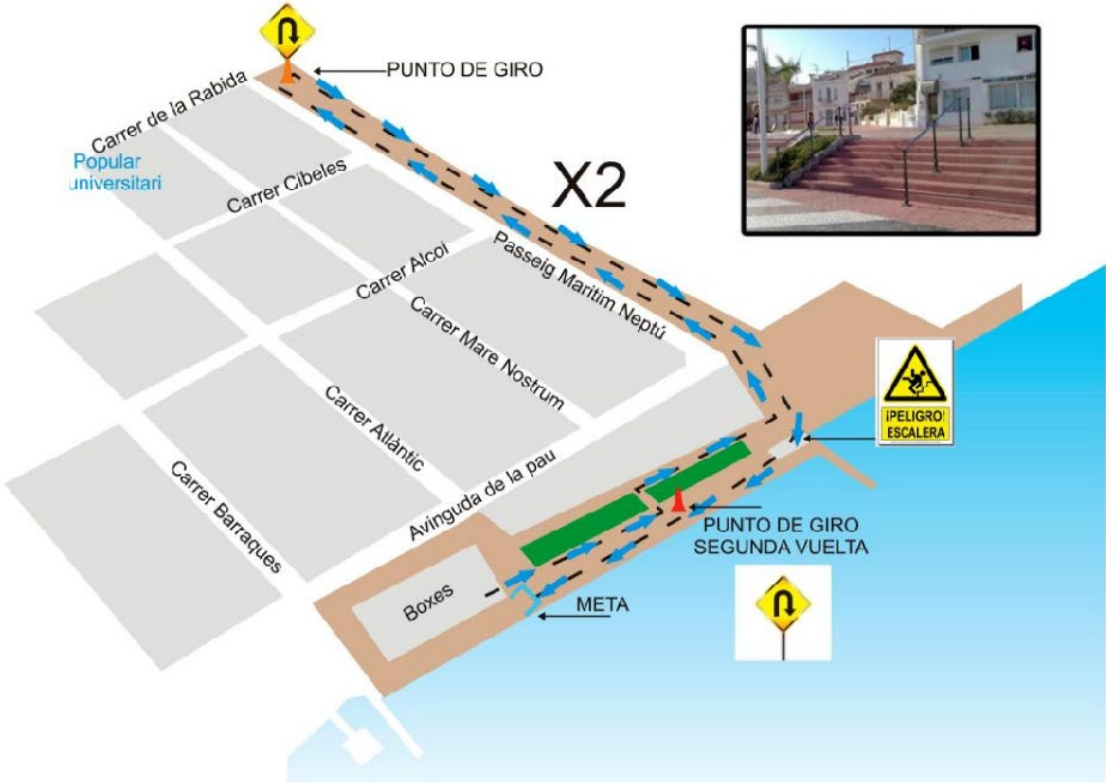 PUNTO DE GIRO
Carrer de la Rabida
Popular
universitari
Carrer Cibeles
X2
Carrer Alcoi
Passeig Maritim Neptú
Carrer Mare Nostrum
¡PELIGRO!
ESCALERA
Carrer Atlàntic
Avinguda de la pau
Carrer Barraques
PUNTO DE GIRO
SEGUNDA VUELTA
Boxes
META